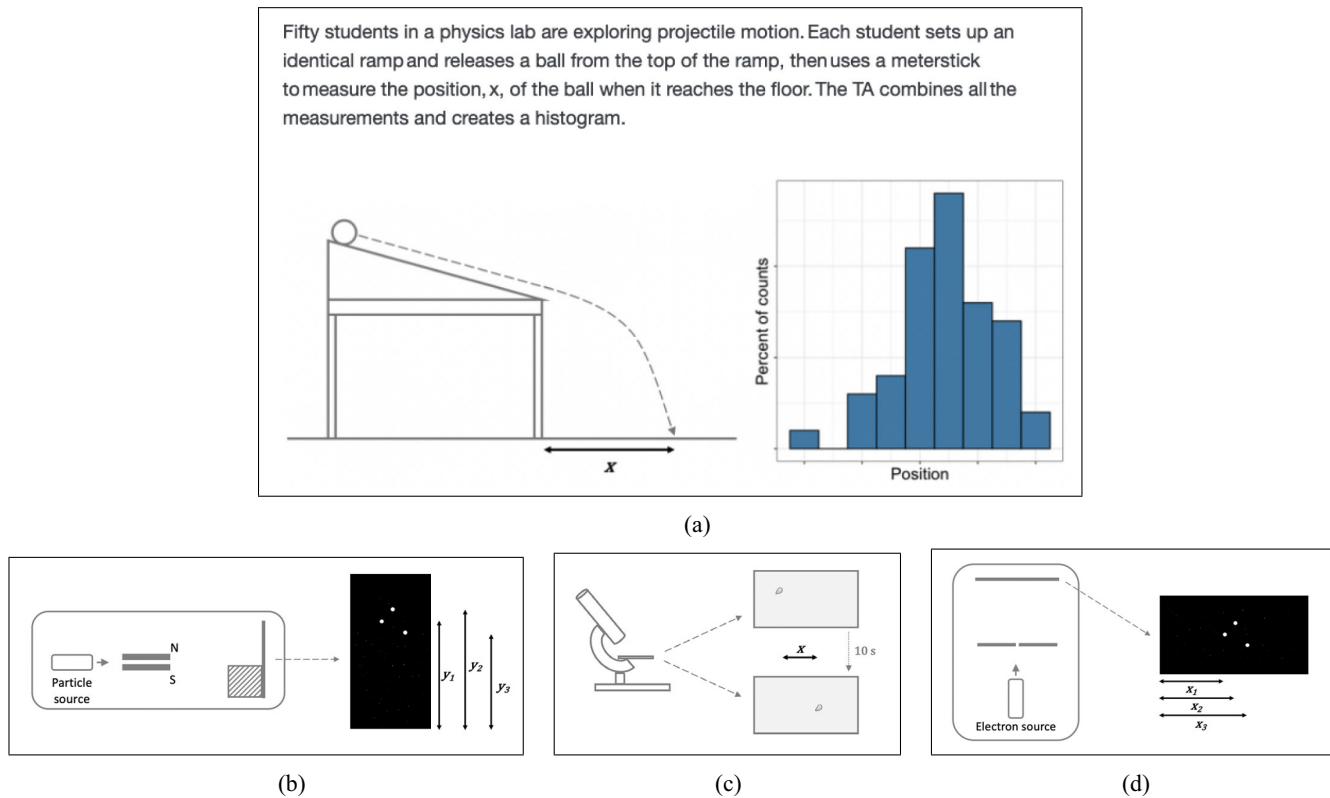 Fifty students in a physics lab are exploring projectile motion. Each student sets up an
identical ramp and releases a ball from the top of the ramp, then uses a meterstick
to measure the position, x, of the ball when it reaches the floor. The TA combines all the
measurements and creates a histogram.
Percent of counts
Position
x
(a)
Particle
source
N
S
y1
y2
y3
(b)
x
10 s
(c)
Electron source
x1
x2
x3
(d)